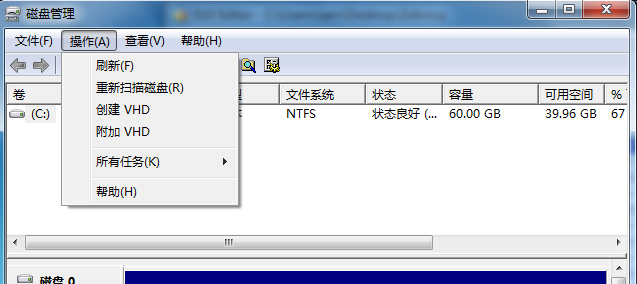 磁盘管理
文件(F) 操作(A) 查看(V) 帮助(H)
刷新(F)
重新扫描磁盘(R)
创建 VHD
附加 VHD
所有任务(K)
帮助(H)
卷 文件系统 状态 容量 可用空间 %
(C:) NTFS 状态良好 (... 60.00 GB 39.96 GB 67
磁盘 0